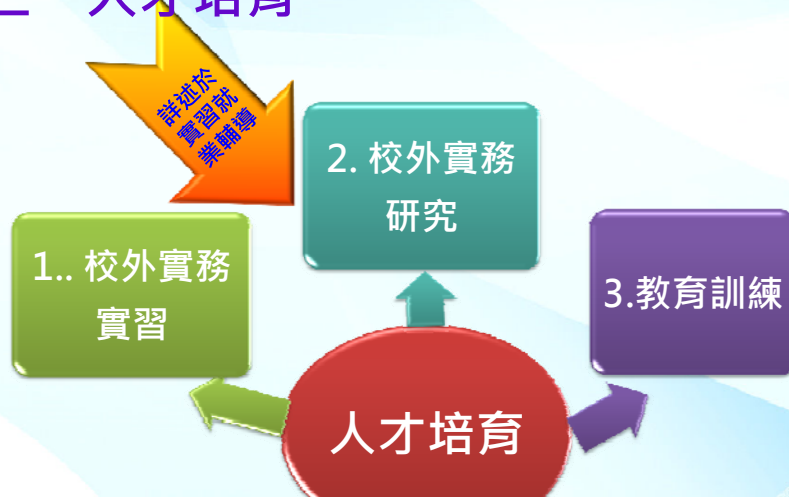 人才培育
詳述於
實習就
業輔導
2. 校外實務
研究
1.. 校外實務
實習
3.教育訓練
人才培育